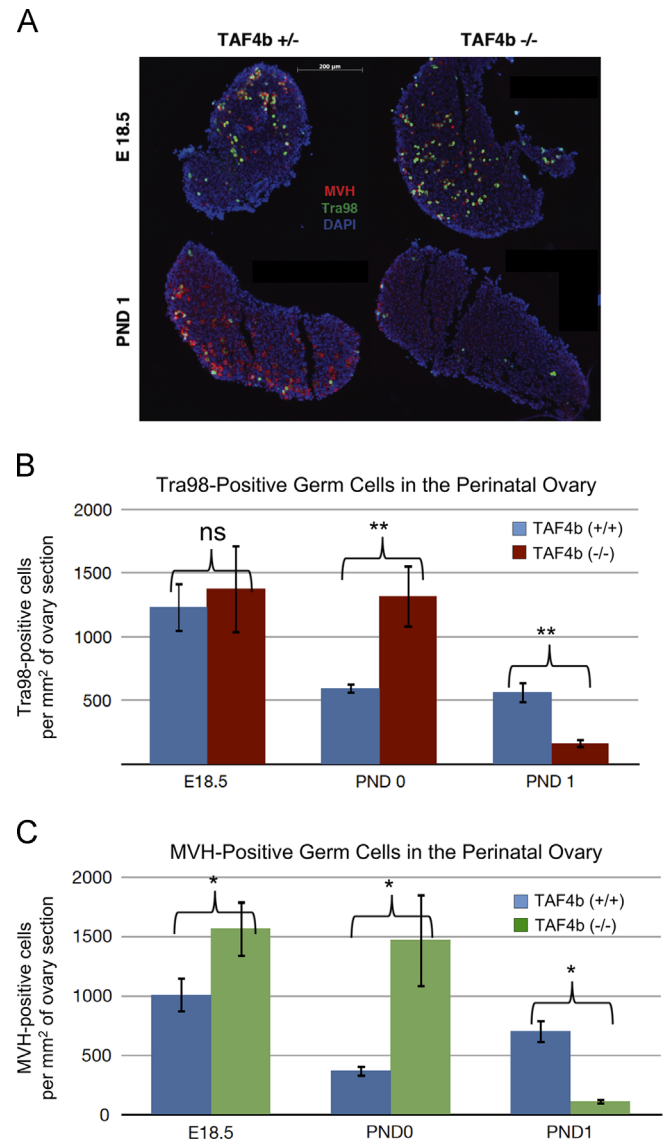 A
TAF4b +/-
TAF4b -/-
200 µm
E 18.5
MVH
Tra98
DAPI
PND 1
B
Tra98-Positive Germ Cells in the Perinatal Ovary
Tra98-positive cells
per mm² of ovary section
2000
1500
1000
500
ns
**
**
TAF4b (+/+)
TAF4b (-/-)
E18.5
PND 0
PND 1
C
MVH-Positive Germ Cells in the Perinatal Ovary
MVH-positive cells
per mm² of ovary section
2000
1500
1000
500
0
*
*
*
TAF4b (+/+)
TAF4b (-/-)
E18.5
PND0
PND1